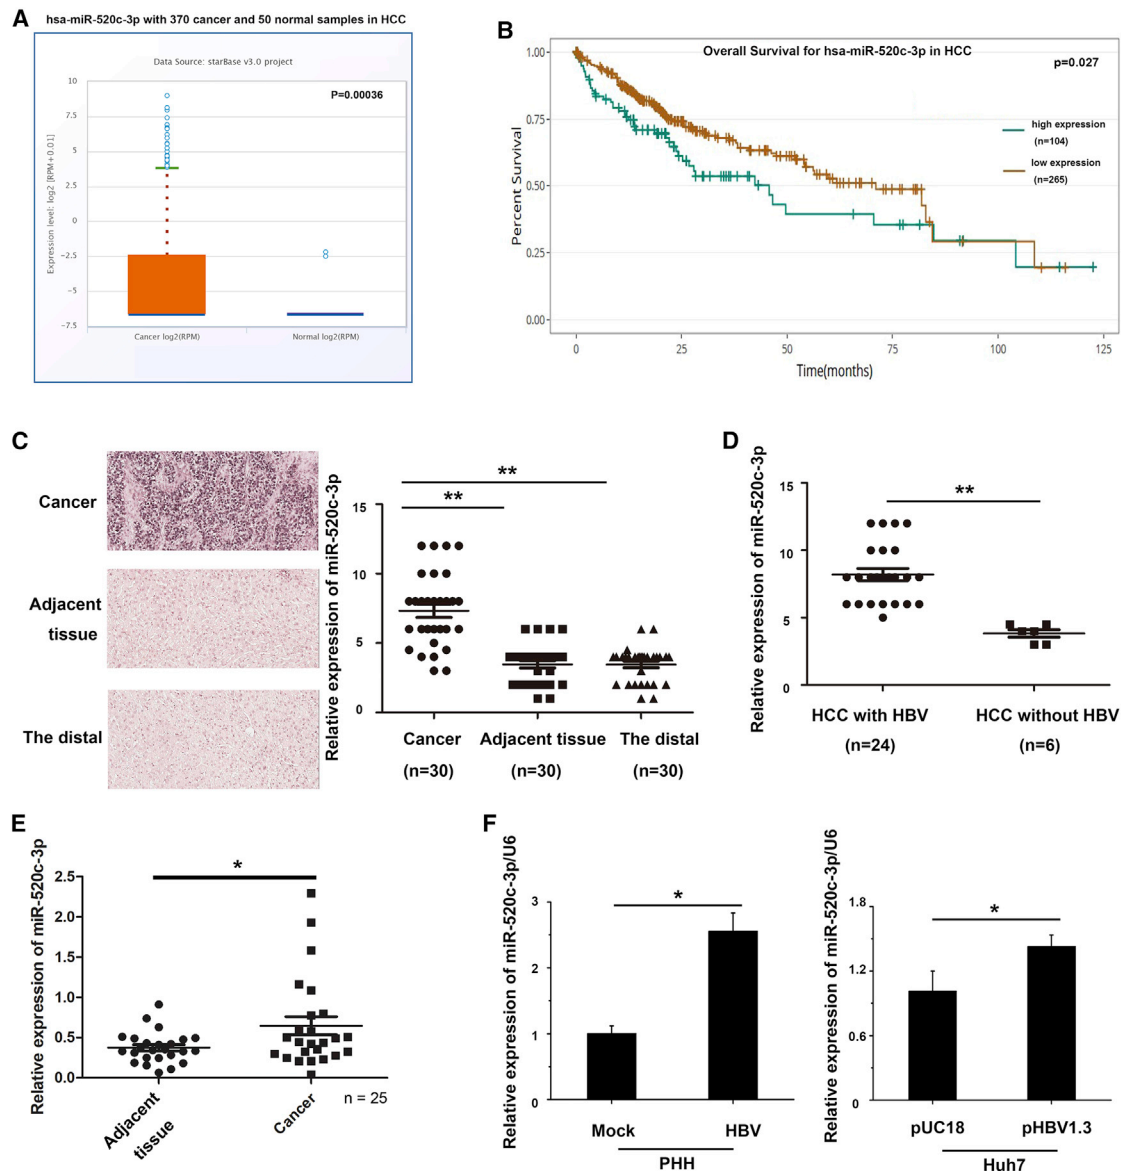 A
hsa-miR-520c-3p with 370 cancer and 50 normal samples in HCC
Data Source: starBase v3.0 project
P=0.00036
Expression level: log2 [RPM+0.01]
10
7.5
5
2.5
0
−2.5
−5
−7.5
Cancer log2(RPM)
Normal log2(RPM)
B
Overall Survival for hsa-miR-520c-3p in HCC
p=0.027
Percent Survival
1.00
0.75
0.50
0.25
0.00
high expression
(n=104)
low expression
(n=265)
0
25
50
75
100
125
Time(months)
C
Cancer
Adjacent
tissue
The distal
Relative expression of miR-520c-3p
15
10
5
0
**
**
Cancer
(n=30)
Adjacent tissue
(n=30)
The distal
(n=30)
D
Relative expression of miR-520c-3p
15
10
5
0
**
HCC with HBV
(n=24)
HCC without HBV
(n=6)
E
Relative expression of miR-520c-3p
2.5
2.0
1.5
1.0
0.5
0.0
*
Adjacent
tissue
Cancer
n = 25
F
Relative expression of miR-520c-3p/U6
3
2
1
0
*
Mock
HBV
PHH
Relative expression of miR-520c-3p/U6
1.8
1.2
0.6
0
*
pUC18
pHBV1.3
Huh7